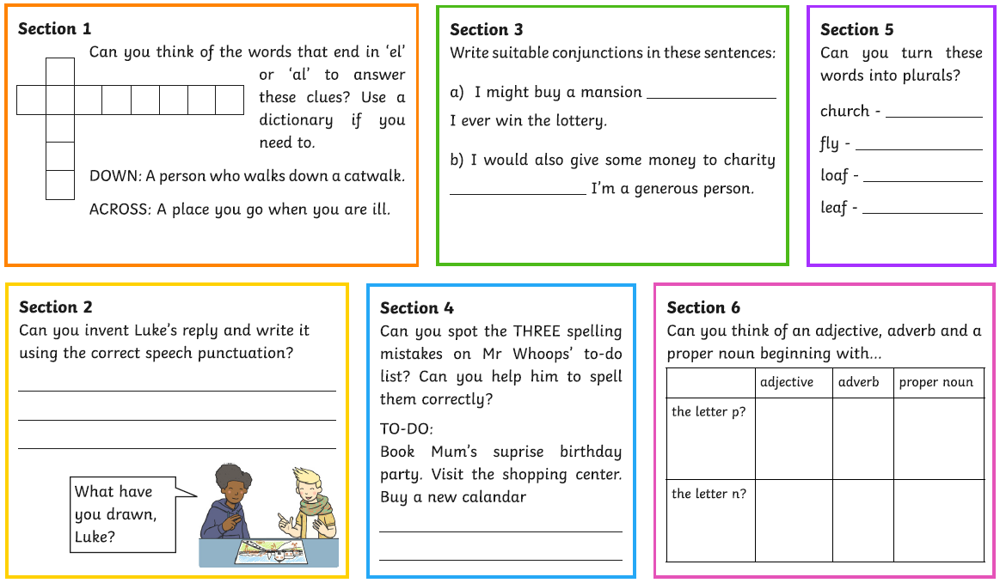 Section 1
Can you think of the words that end in ‘el’
or ‘al’ to answer
these clues? Use a
dictionary if you
need to.
DOWN: A person who walks down a catwalk.
ACROSS: A place you go when you are ill.
Section 3
Write suitable conjunctions in these sentences:
a) I might buy a mansion
I ever win the lottery.
b) I would also give some money to charity
I’m a generous person.
Section 5
Can you turn these
words into plurals?
church -
fly -
loaf -
leaf -
Section 2
Can you invent Luke’s reply and write it
using the correct speech punctuation?
What have
you drawn,
Luke?
Section 4
Can you spot the THREE spelling
mistakes on Mr Whoops’ to-do
list? Can you help him to spell
them correctly?
TO-DO:
Book Mum’s suprise birthday
party. Visit the shopping center.
Buy a new calandar
Section 6
Can you think of an adjective, adverb and a
proper noun beginning with...
adjective adverb proper noun
the letter p?
the letter n?